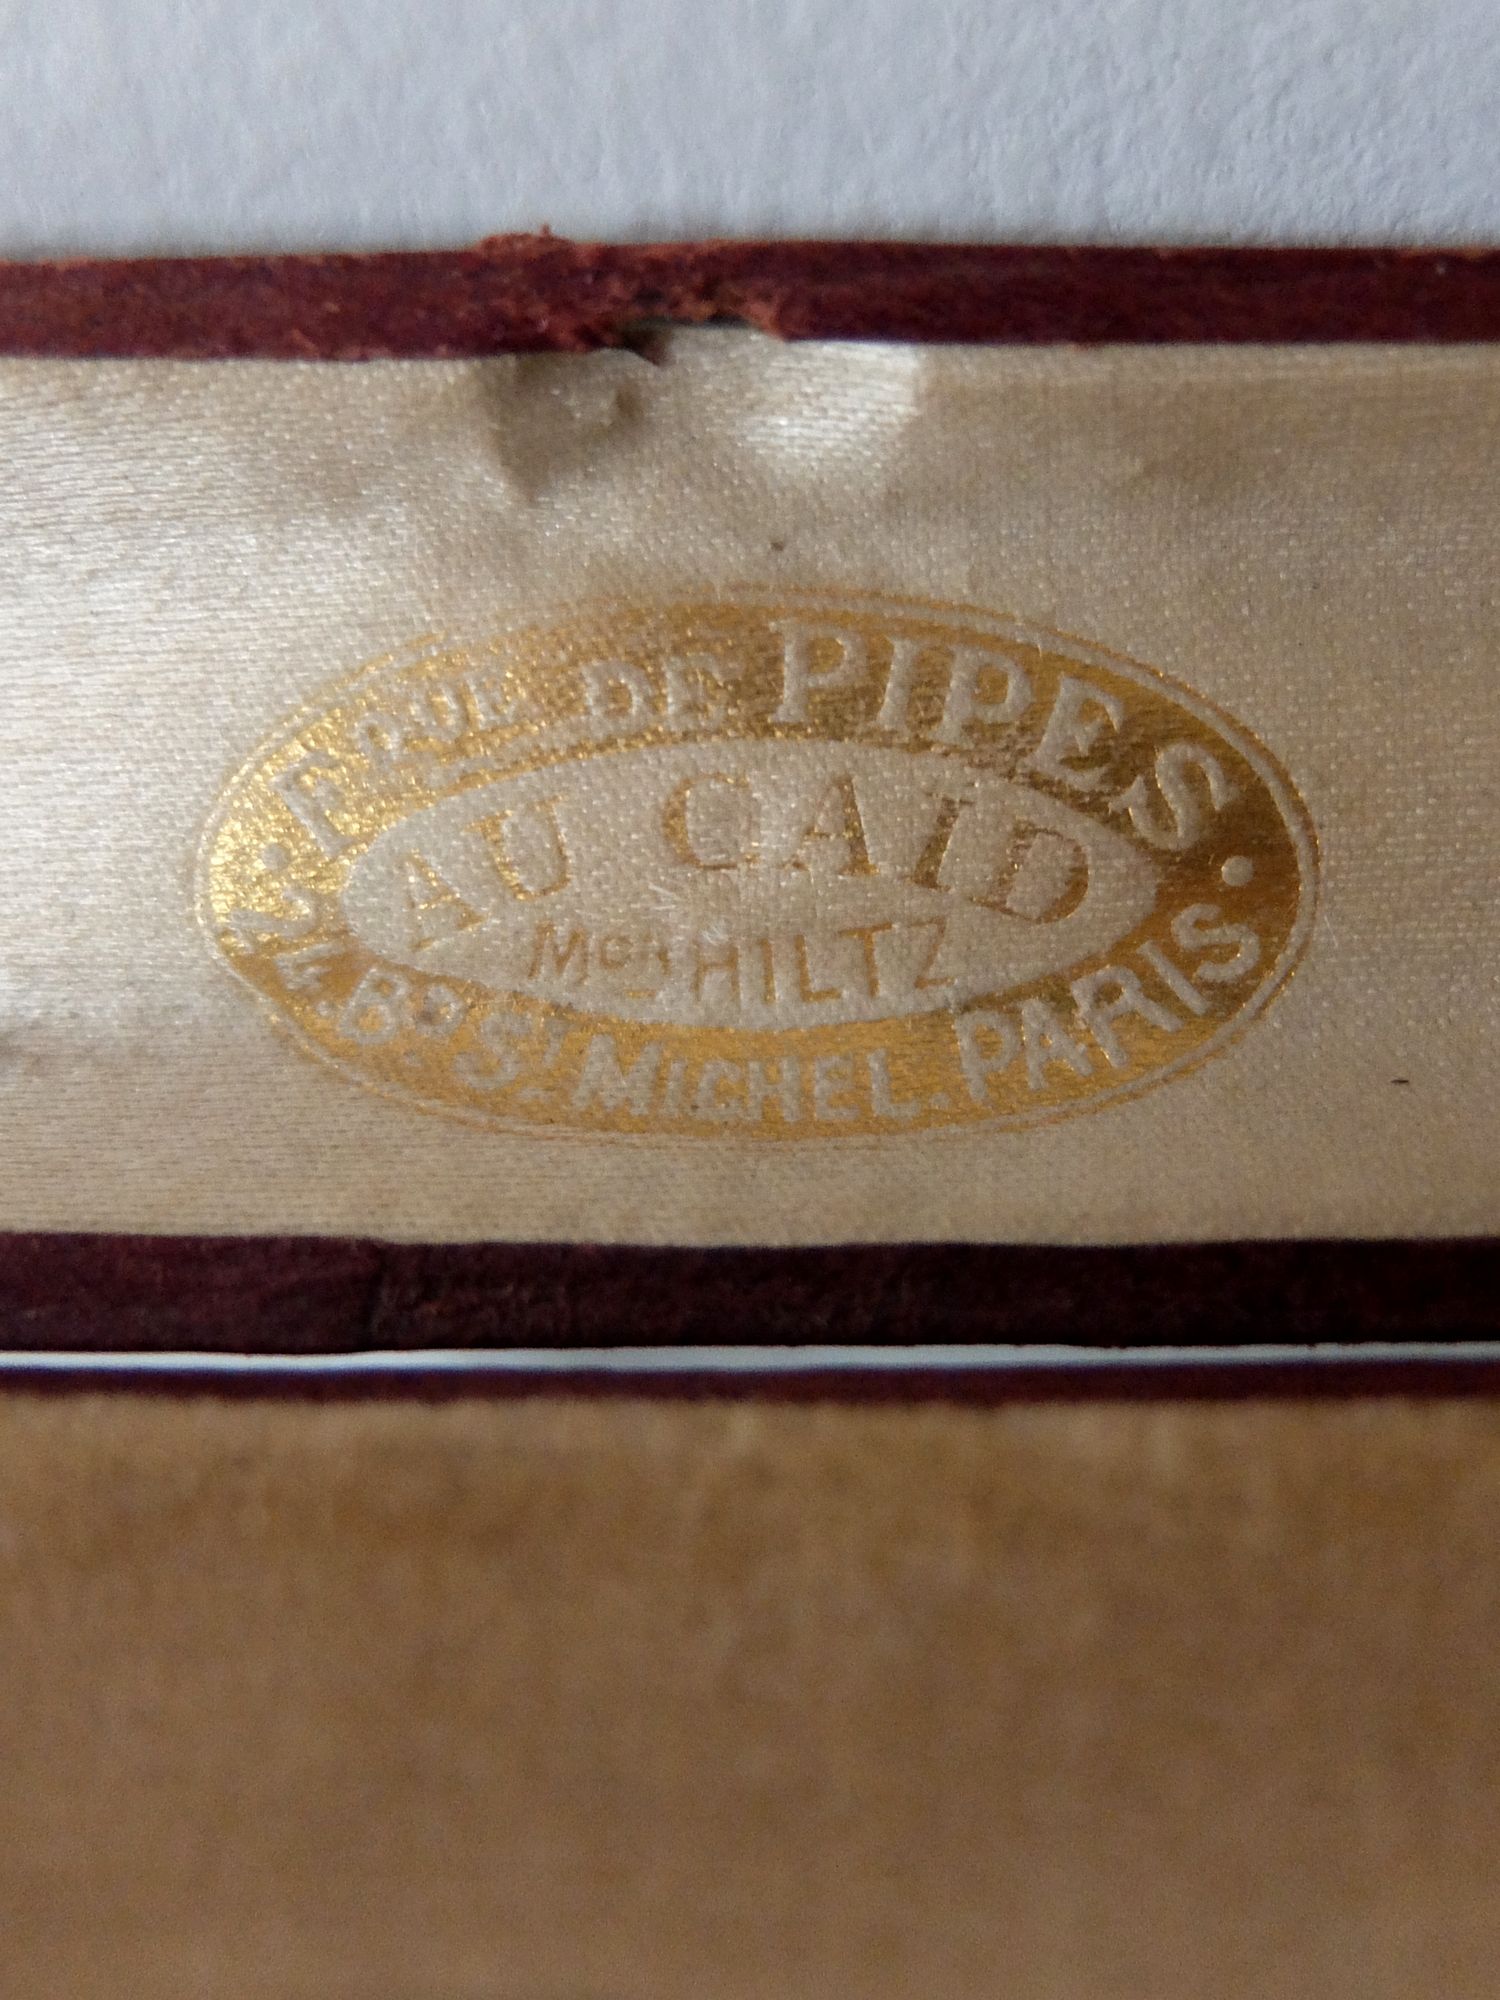 FQUE DE PIPES
AU CAID
MON HILTZ
24. BD ST MICHEL. PARIS